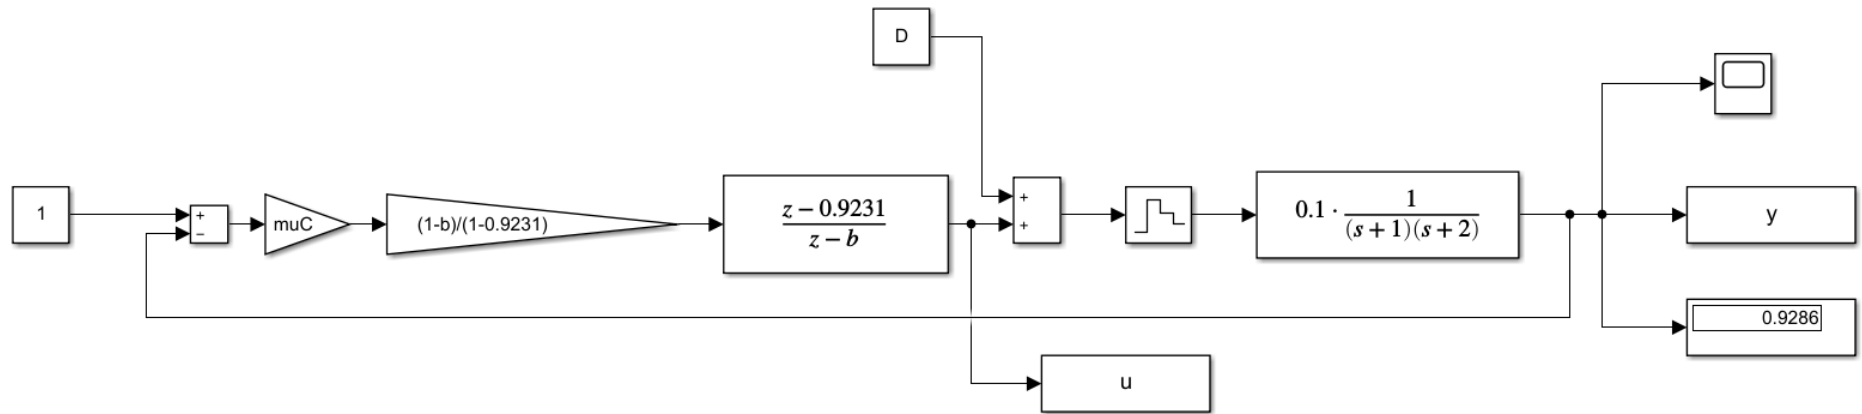 D
1
+
−
muC
(1-b)/(1-0.9231)
z − 0.9231
z − b
+
+
0.1 · 1
(s + 1)(s + 2)
y
0.9286
u